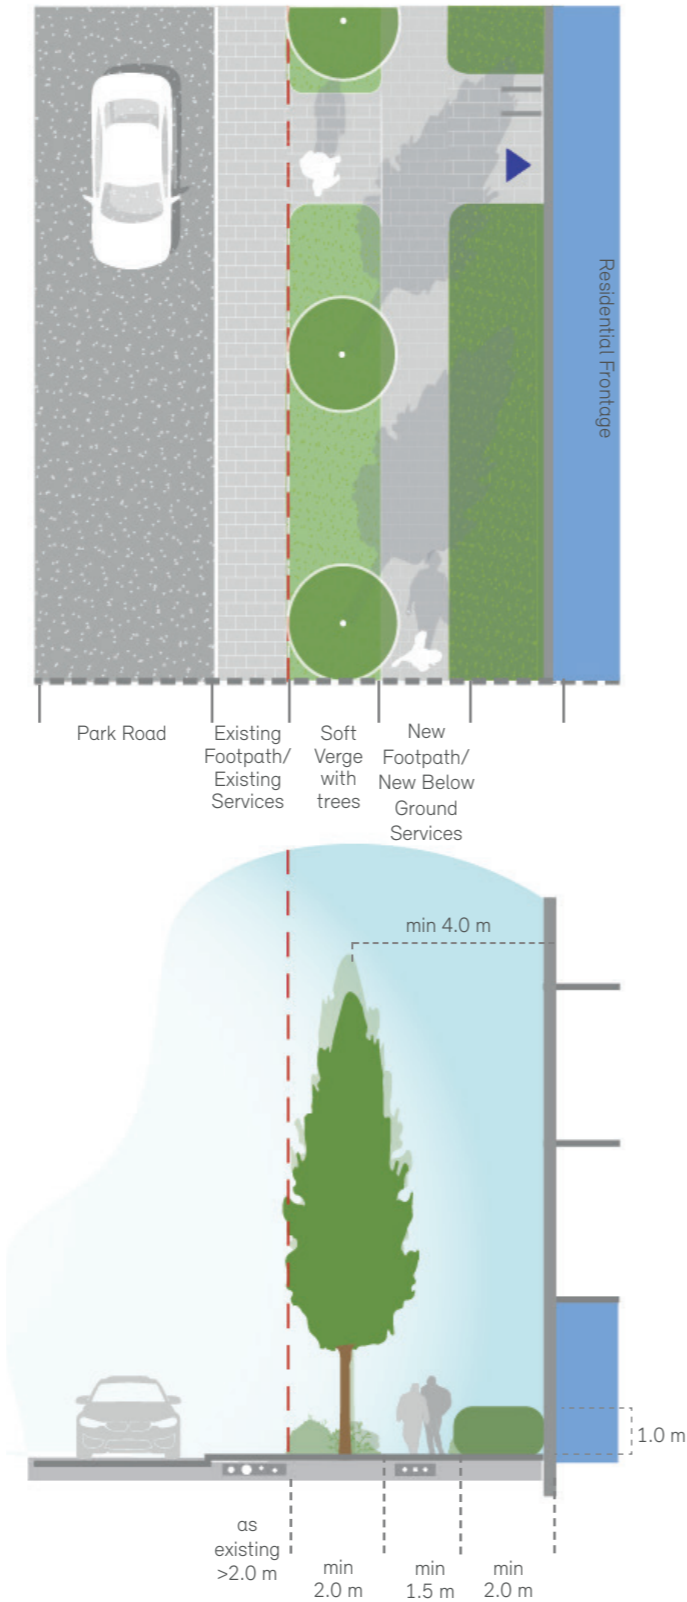 Residential Frontage
Park Road
Existing
Footpath/
Existing
Services
Soft
Verge
with
trees
New
Footpath/
New Below
Ground
Services
min 4.0 m
1.0 m
as
existing
>2.0 m
min
2.0 m
min
1.5 m
min
2.0 m